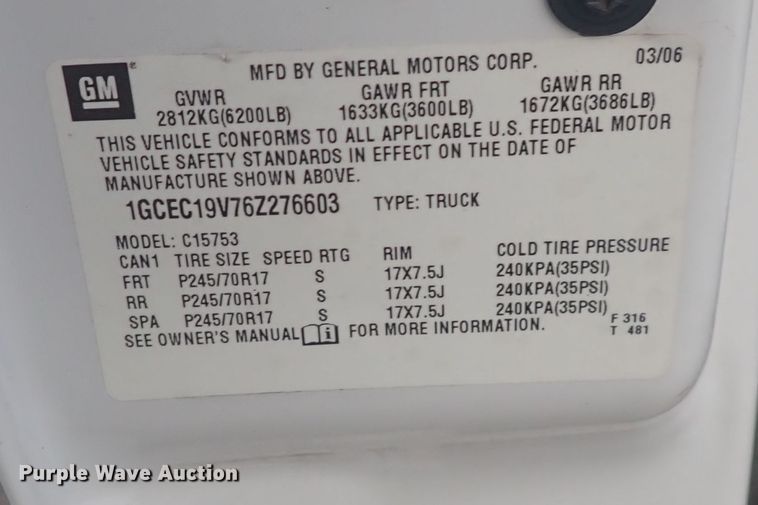 GM® MFD BY GENERAL MOTORS CORP. 03/06
GVWR GAWR FRT GAWR RR
2812KG(6200LB) 1633KG(3600LB) 1672KG(3686LB)
THIS VEHICLE CONFORMS TO ALL APPLICABLE U.S. FEDERAL MOTOR
VEHICLE SAFETY STANDARDS IN EFFECT ON THE DATE OF
MANUFACTURE SHOWN ABOVE.
1GCEC19V76Z276603 TYPE: TRUCK
MODEL: C15753
CAN1 TIRE SIZE SPEED RTG RIM COLD TIRE PRESSURE
FRT P245/70R17 S 17X7.5J 240KPA(35PSI)
RR P245/70R17 S 17X7.5J 240KPA(35PSI)
SPA P245/70R17 S 17X7.5J 240KPA(35PSI)
SEE OWNER'S MANUAL i FOR MORE INFORMATION. F 316
T 481
Purple Wave Auction